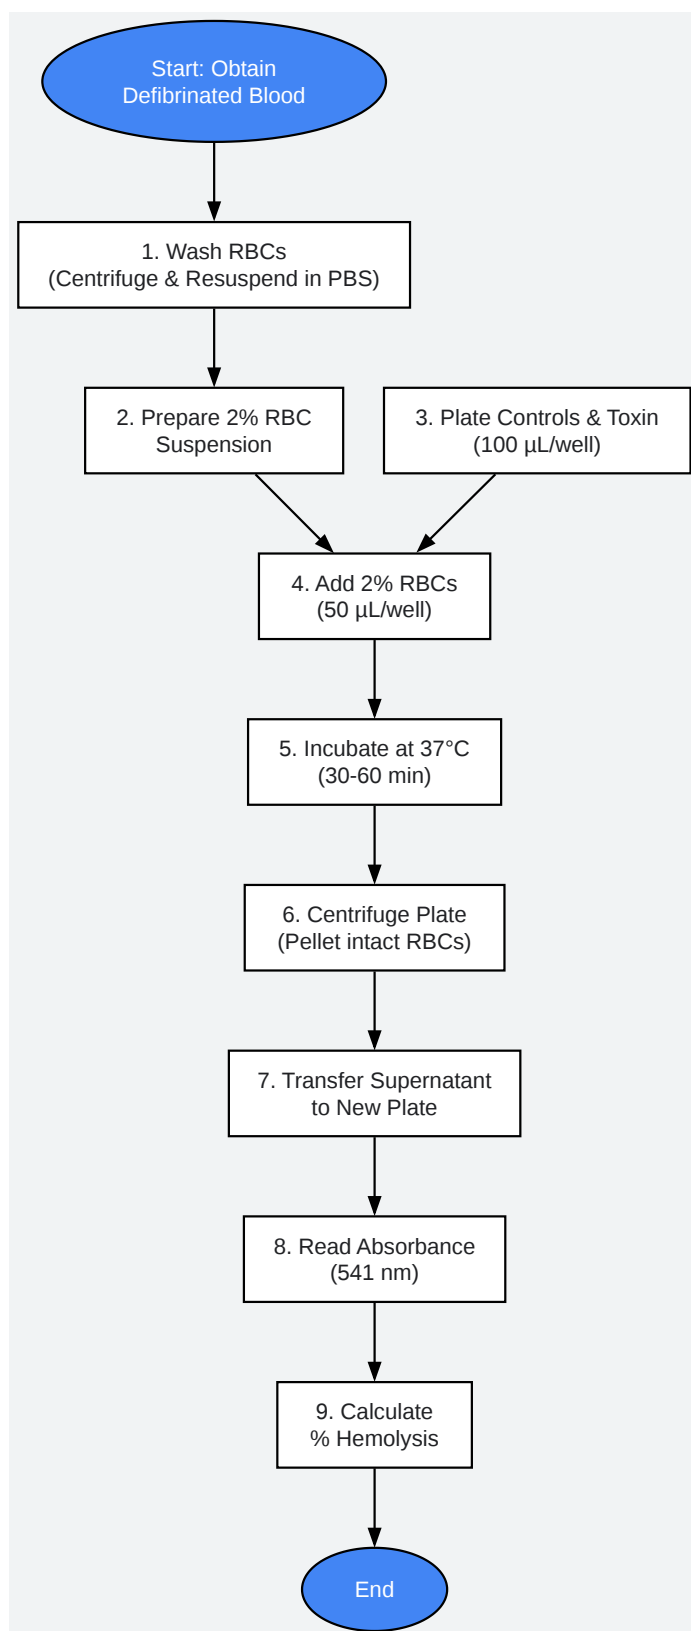 Start: Obtain
Defibrinated Blood
1. Wash RBCs
(Centrifuge & Resuspend in PBS)
2. Prepare 2% RBC
Suspension
3. Plate Controls & Toxin
(100 µL/well)
4. Add 2% RBCs
(50 µL/well)
5. Incubate at 37°C
(30-60 min)
6. Centrifuge Plate
(Pellet intact RBCs)
7. Transfer Supernatant
to New Plate
8. Read Absorbance
(541 nm)
9. Calculate
% Hemolysis
End